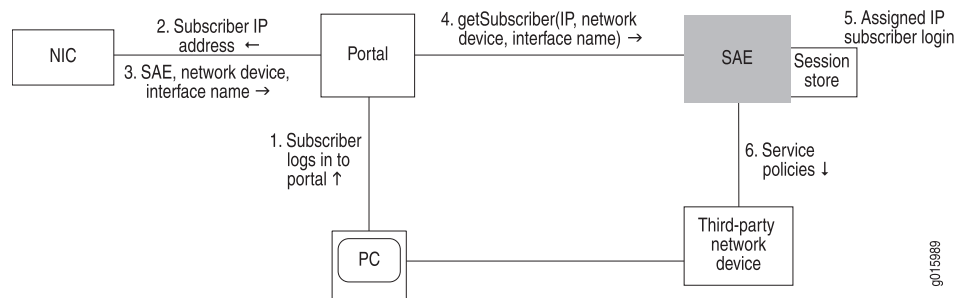 NIC
2. Subscriber IP
address ←
3. SAE, network device,
interface name →
Portal
4. getSubscriber(IP, network
device, interface name) →
SAE
5. Assigned IP
subscriber login
Session
store
1. Subscriber
logs in to
portal ↑
6. Service
policies ↓
PC
Third-party
network
device
g015989